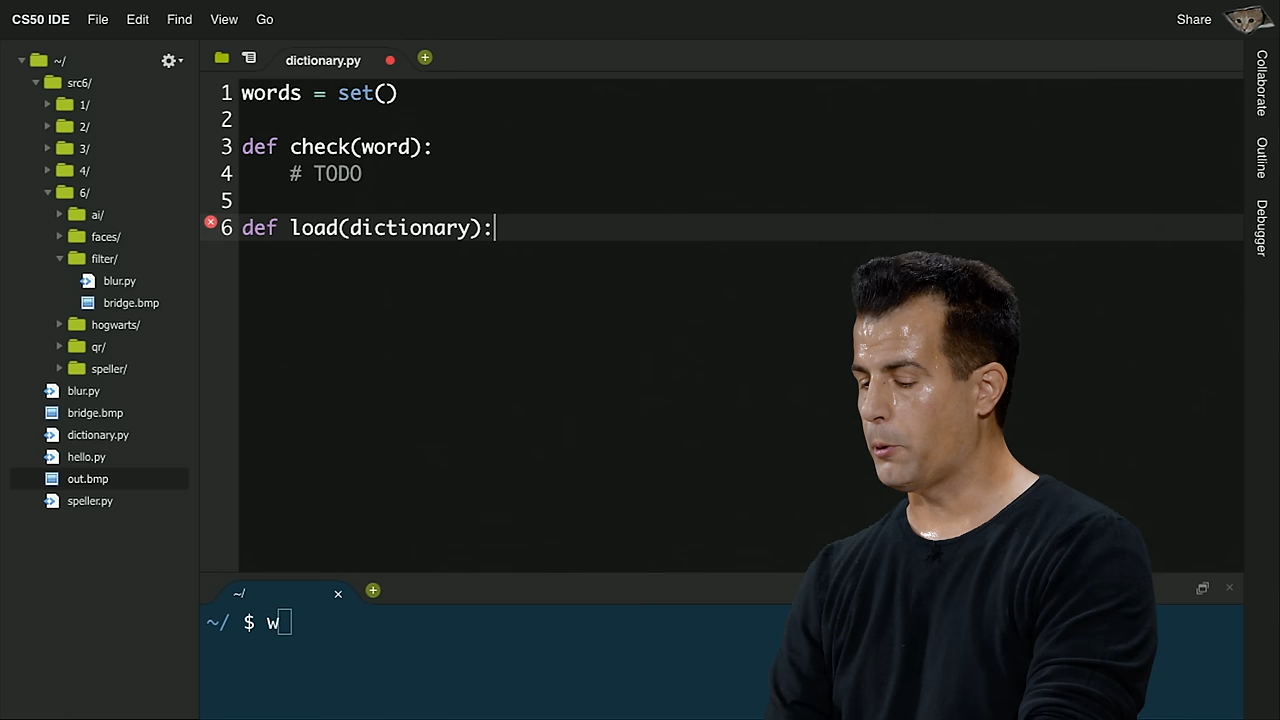 CS50 IDE File Edit Find View Go Share
~/
src6/
1/
2/
3/
4/
6/
ai/
faces/
filter/
blur.py
bridge.bmp
hogwarts/
qr/
speller/
blur.py
bridge.bmp
dictionary.py
hello.py
out.bmp
speller.py
dictionary.py
1 words = set()
2
3 def check(word):
4 # TODO
5
6 def load(dictionary):
~/
~/ $ w
Collaborate
Outline
Debugger